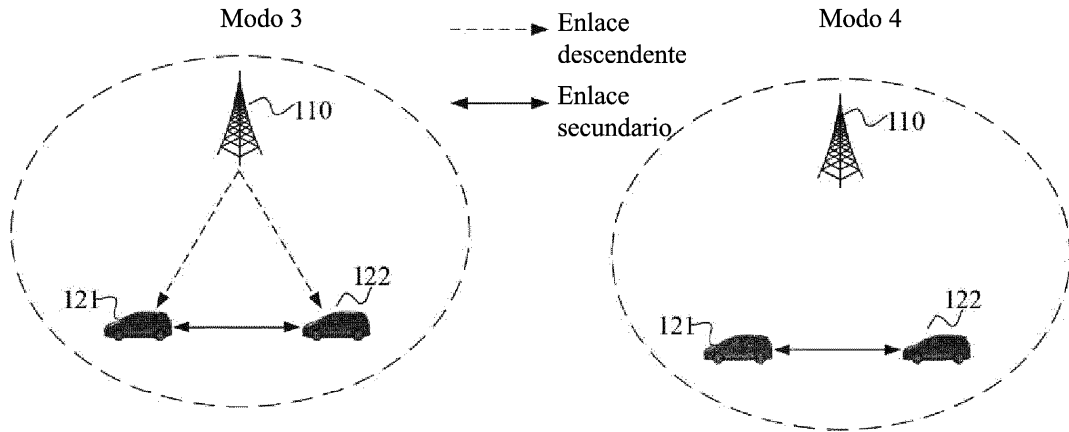 Modo 3
Enlace
descendente
Enlace
secundario
Modo 4
110
121
122
110
121
122